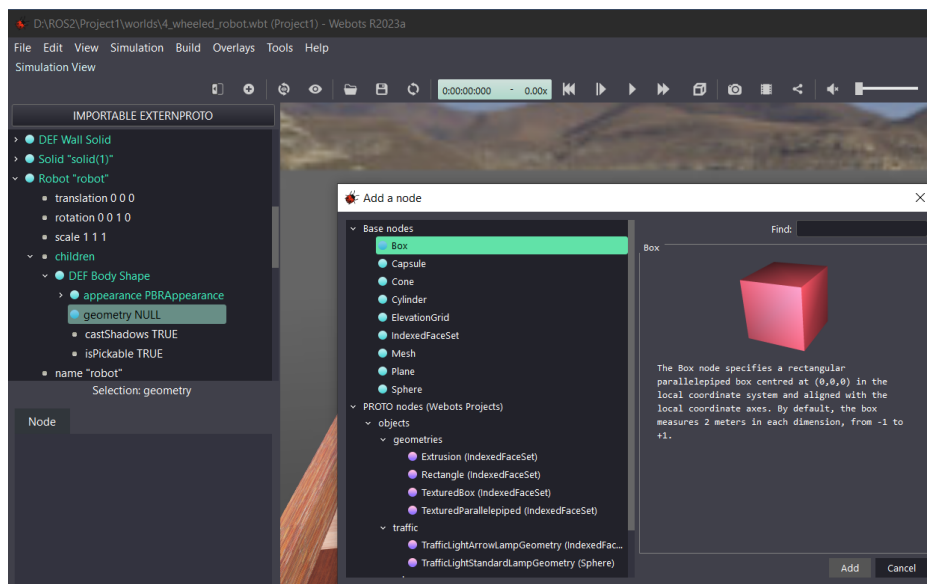 D:\ROS2\Project1\worlds\4_wheeled_robot.wbt (Project1) - Webots R2023a
File Edit View Simulation Build Overlays Tools Help
Simulation View
0:00:00:000 - 0.00x
IMPORTABLE EXTERNPROTO
DEF Wall Solid
Solid "solid(1)"
Robot "robot"
translation 0 0 0
rotation 0 0 1 0
scale 1 1 1
children
DEF Body Shape
appearance PBRAppearance
geometry NULL
castShadows TRUE
isPickable TRUE
name "robot"
Selection: geometry
Node
Add a node
Base nodes
Box
Capsule
Cone
Cylinder
ElevationGrid
IndexedFaceSet
Mesh
Plane
Sphere
PROTO nodes (Webots Projects)
objects
geometries
Extrusion (IndexedFaceSet)
Rectangle (IndexedFaceSet)
TexturedBox (IndexedFaceSet)
TexturedParallelepiped (IndexedFaceSet)
traffic
TrafficLightArrowLampGeometry (IndexedFac...
TrafficLightStandardLampGeometry (Sphere)
Find:
Box
The Box node specifies a rectangular
parallelepiped box centred at (0,0,0) in the
local coordinate system and aligned with the
local coordinate axes. By default, the box
measures 2 meters in each dimension, from -1 to
+1.
Add Cancel